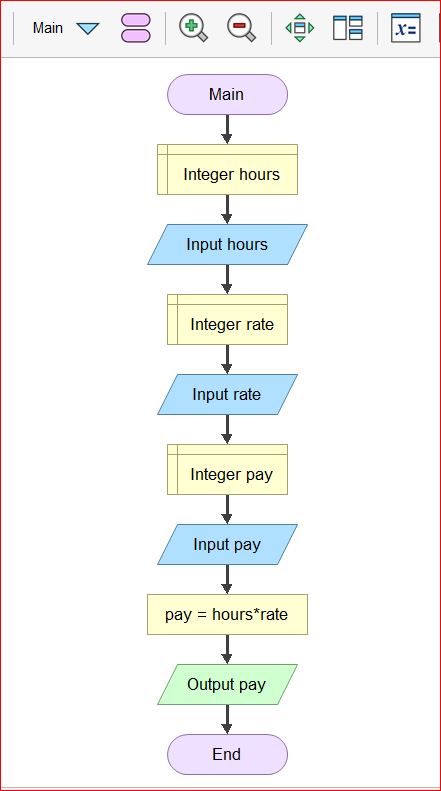 Main
x=
Main
Integer hours
Input hours
Integer rate
Input rate
Integer pay
Input pay
pay = hours*rate
Output pay
End